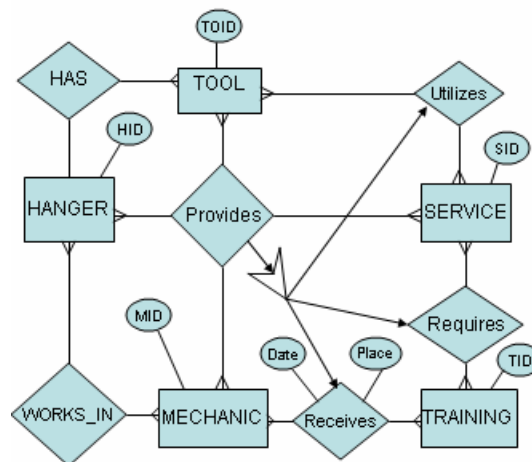 TOID
HAS
TOOL
Utilizes
HID
SID
HANGER
Provides
SERVICE
MID
Date
Place
Requires
TID
WORKS_IN
MECHANIC
Receives
TRAINING